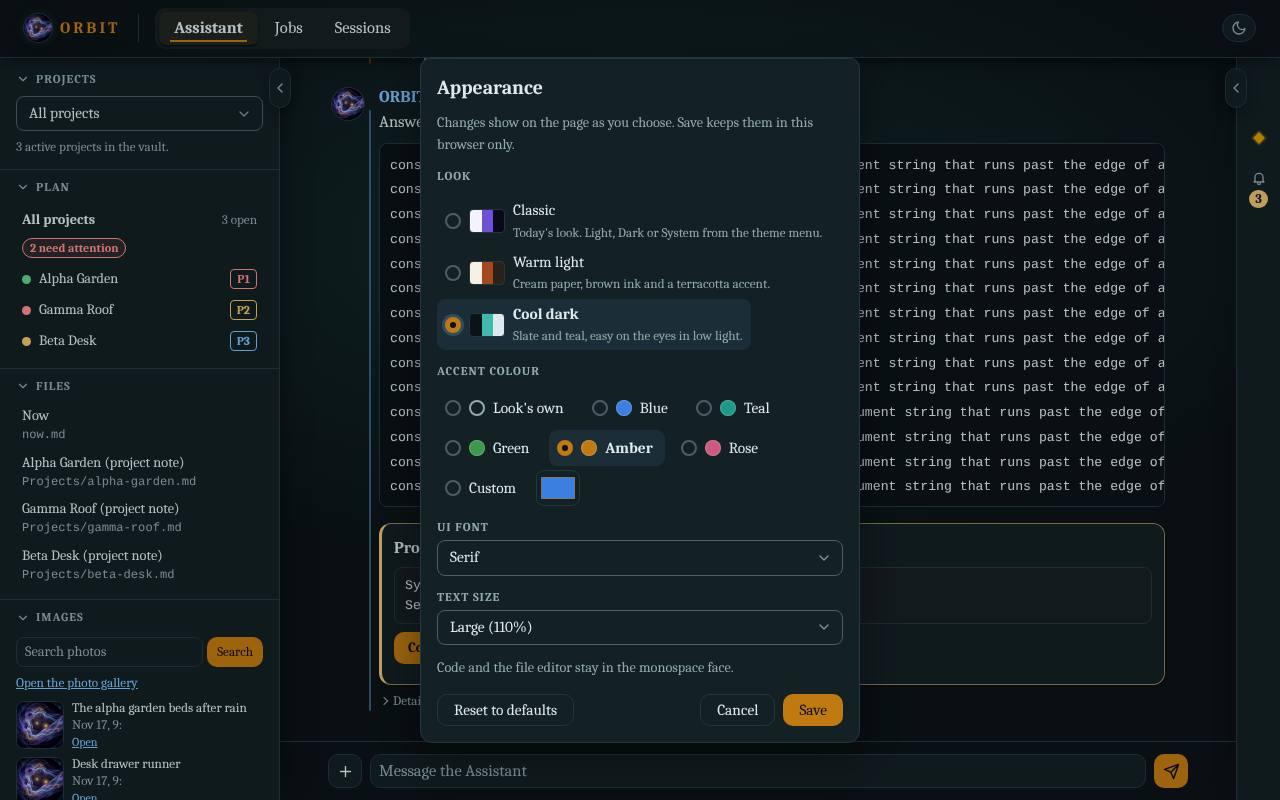 ORBIT
Assistant
Jobs
Sessions
PROJECTS
All projects
3 active projects in the vault.
PLAN
All projects
3 open
2 need attention
Alpha Garden
P1
Gamma Roof
P2
Beta Desk
P3
FILES
Now
now.md
Alpha Garden (project note)
Projects/alpha-garden.md
Gamma Roof (project note)
Projects/gamma-roof.md
Beta Desk (project note)
Projects/beta-desk.md
IMAGES
Search photos
Search
Open the photo gallery
The alpha garden beds after rain
Nov 17, 9:
Open
Desk drawer runner
Nov 17, 9:
Open
ORBIT
Appearance
Changes show on the page as you choose. Save keeps them in this
browser only.
LOOK
Classic
Today's look. Light, Dark or System from the theme menu.
Warm light
Cream paper, brown ink and a terracotta accent.
Cool dark
Slate and teal, easy on the eyes in low light.
ACCENT COLOUR
Look's own
Blue
Teal
Green
Amber
Rose
Custom
UI FONT
Serif
TEXT SIZE
Large (110%)
Code and the file editor stay in the monospace face.
Reset to defaults
Cancel
Save
cons
ent string that runs past the edge of a
cons
ent string that runs past the edge of a
cons
ent string that runs past the edge of a
cons
ent string that runs past the edge of a
cons
ent string that runs past the edge of a
cons
ent string that runs past the edge of a
cons
ent string that runs past the edge of a
cons
ent string that runs past the edge of a
cons
ent string that runs past the edge of a
cons
ent string that runs past the edge of a
cons
ument string that runs past the edge of
cons
ument string that runs past the edge of
cons
ument string that runs past the edge of
cons
ument string that runs past the edge of
3
Message the Assistant